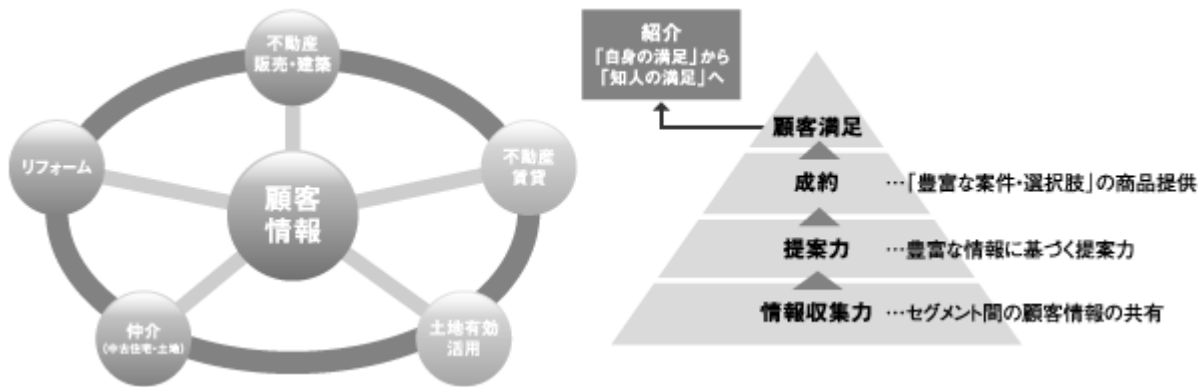 不動産
販売・建築
リフォーム
不動産
賃貸
顧客
情報
仲介
(中古住宅・土地)
土地有効
活用
紹介
「自身の満足」から
「知人の満足」へ
顧客満足
成約 …「豊富な案件・選択肢」の商品提供
提案力 …豊富な情報に基づく提案力
情報収集力 …セグメント間の顧客情報の共有